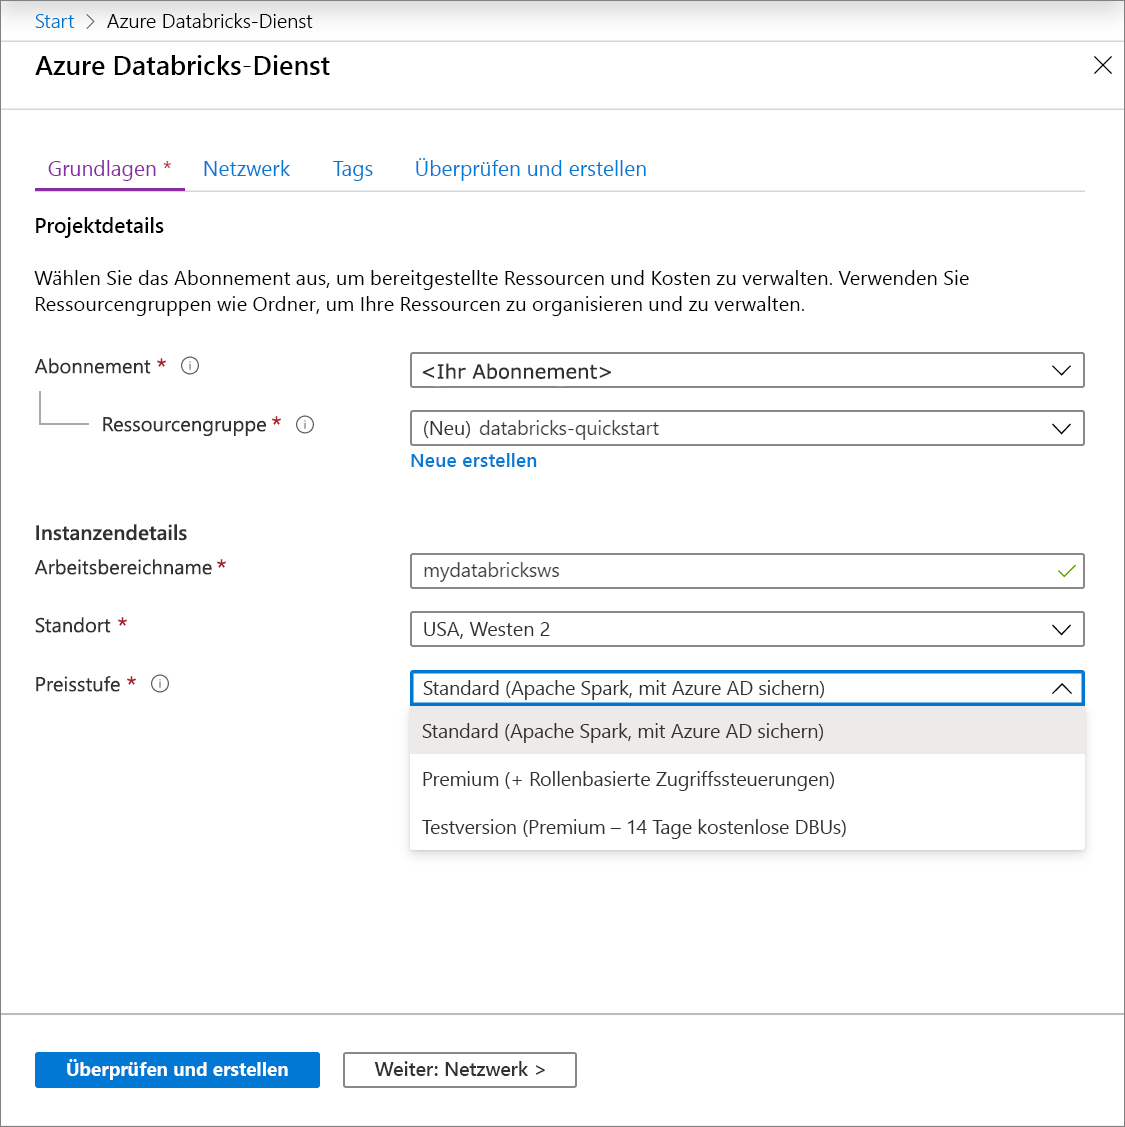 Start > Azure Databricks-Dienst
Azure Databricks-Dienst
Grundlagen * Netzwerk Tags Überprüfen und erstellen
Projektdetails
Wählen Sie das Abonnement aus, um bereitgestellte Ressourcen und Kosten zu verwalten. Verwenden Sie
Ressourcengruppen wie Ordner, um Ihre Ressourcen zu organisieren und zu verwalten.
Abonnement * <Ihr Abonnement>
Ressourcengruppe * (Neu) databricks-quickstart
Neue erstellen
Instanzendetails
Arbeitsbereichname * mydatabricksws
Standort * USA, Westen 2
Preisstufe * Standard (Apache Spark, mit Azure AD sichern)
Standard (Apache Spark, mit Azure AD sichern)
Premium (+ Rollenbasierte Zugriffssteuerungen)
Testversion (Premium – 14 Tage kostenlose DBUs)
Überprüfen und erstellen Weiter: Netzwerk >